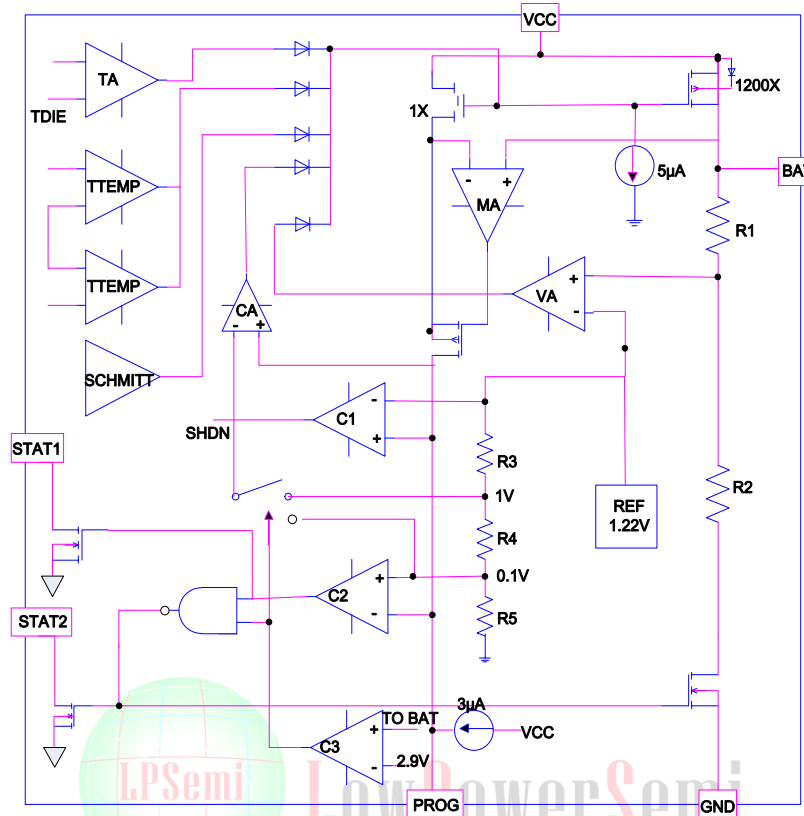 VCC
TA
TDIE
1X
1200X
TTEMP
- +
MA
5μA
BAT
R1
TTEMP
CA
- +
VA
+
-
SCHMITT
SHDN
C1
-
+
STAT1
R3
1V
R2
REF
1.22V
R4
0.1V
C2
+
-
R5
STAT2
3μA
TO BAT
VCC
C3
+
-
2.9V
LPSemi
LowPowerSemi
PROG
GND